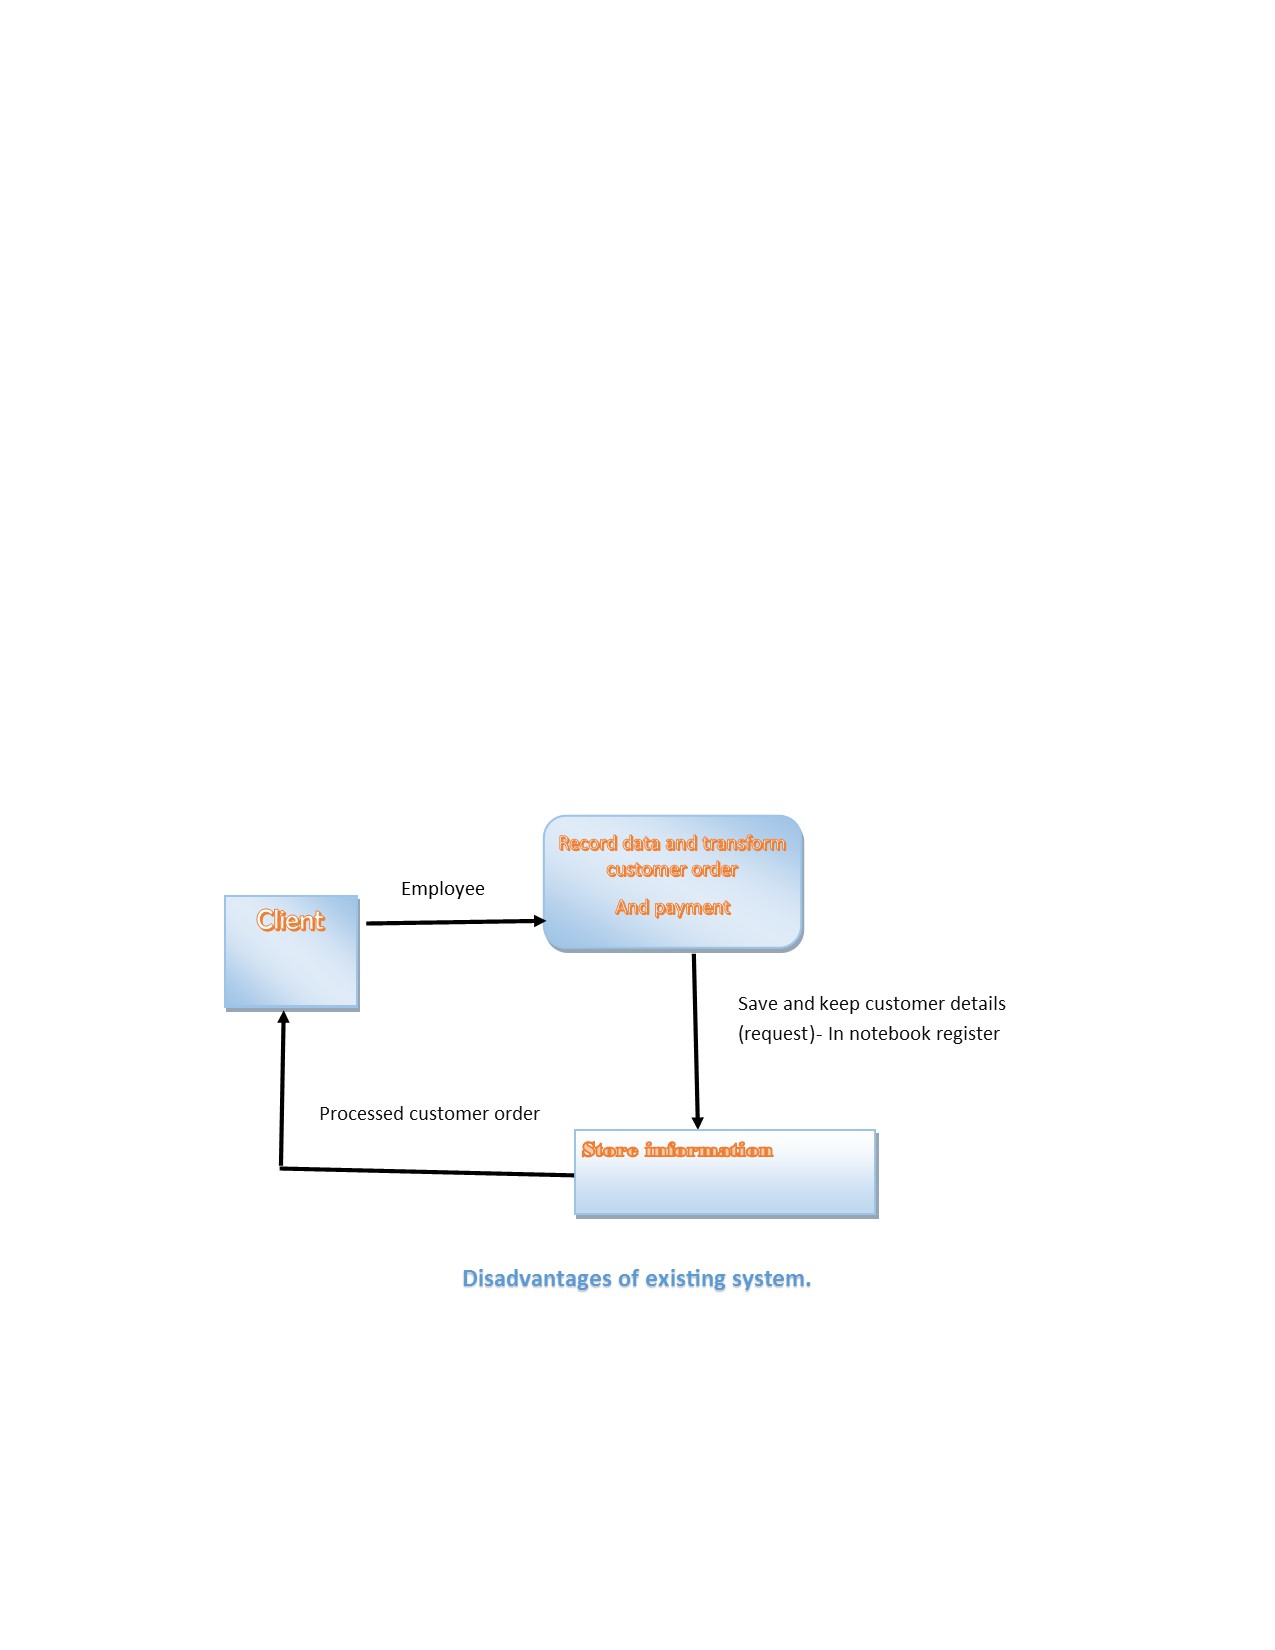 Record data and transform
customer order
And payment
Employee
Client
Save and keep customer details
(request)- In notebook register
Processed customer order
Store information
Disadvantages of existing system.